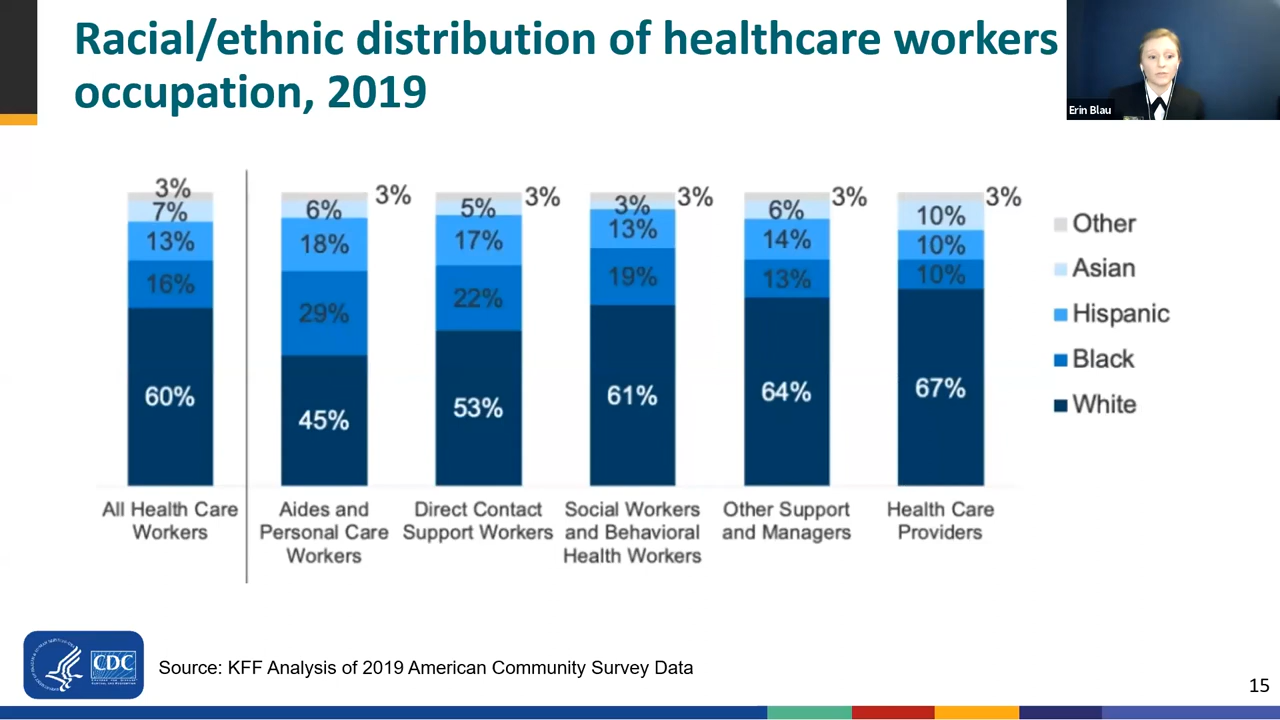 Racial/ethnic distribution of healthcare workers
occupation, 2019
Erin Blau
3%
7%
13%
16%
60%
3%
6%
18%
29%
45%
3%
5%
17%
22%
53%
3%
3%
13%
19%
61%
3%
6%
14%
13%
64%
3%
10%
10%
10%
67%
Other
Asian
Hispanic
Black
White
All Health Care
Workers
Aides and
Personal Care
Workers
Direct Contact
Support Workers
Social Workers
and Behavioral
Health Workers
Other Support
and Managers
Health Care
Providers
CDC
Source: KFF Analysis of 2019 American Community Survey Data
15